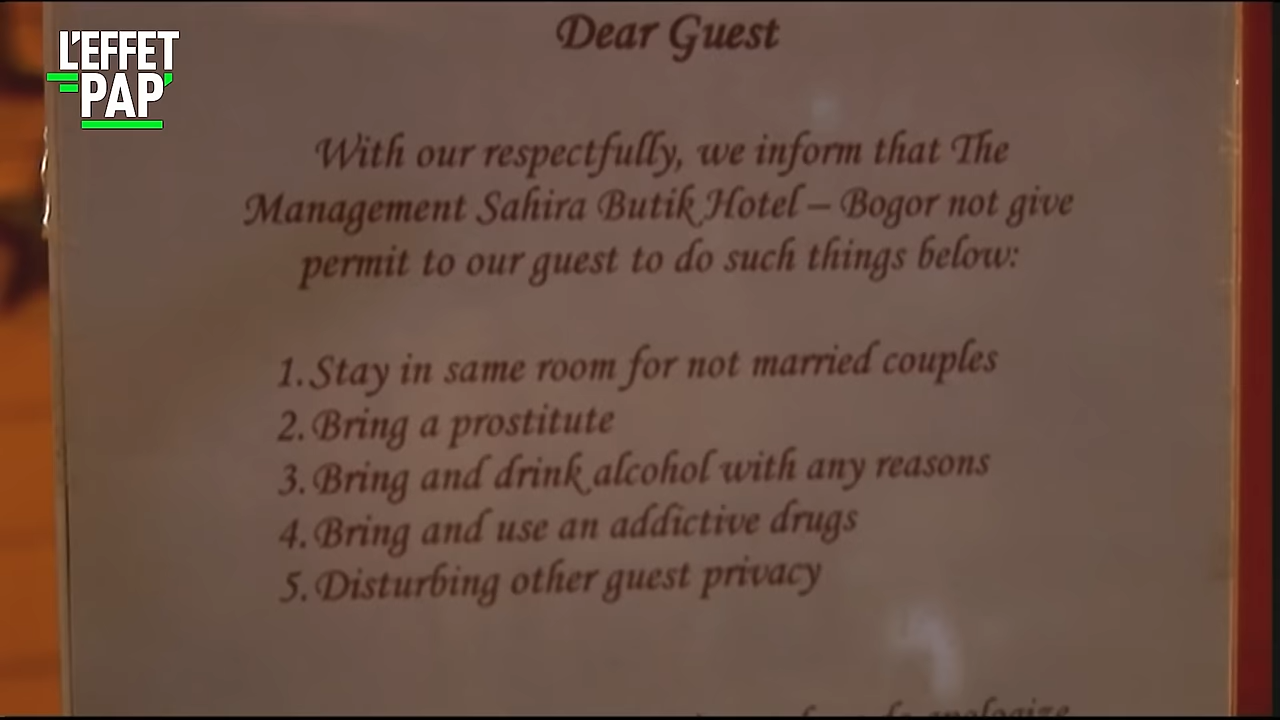 L'EFFET
PAP'
Dear Guest
With our respectfully, we inform that The
Management Sahira Butik Hotel – Bogor not give
permit to our guest to do such things below:
1. Stay in same room for not married couples
2. Bring a prostitute
3. Bring and drink alcohol with any reasons
4. Bring and use an addictive drugs
5. Disturbing other guest privacy
apologize